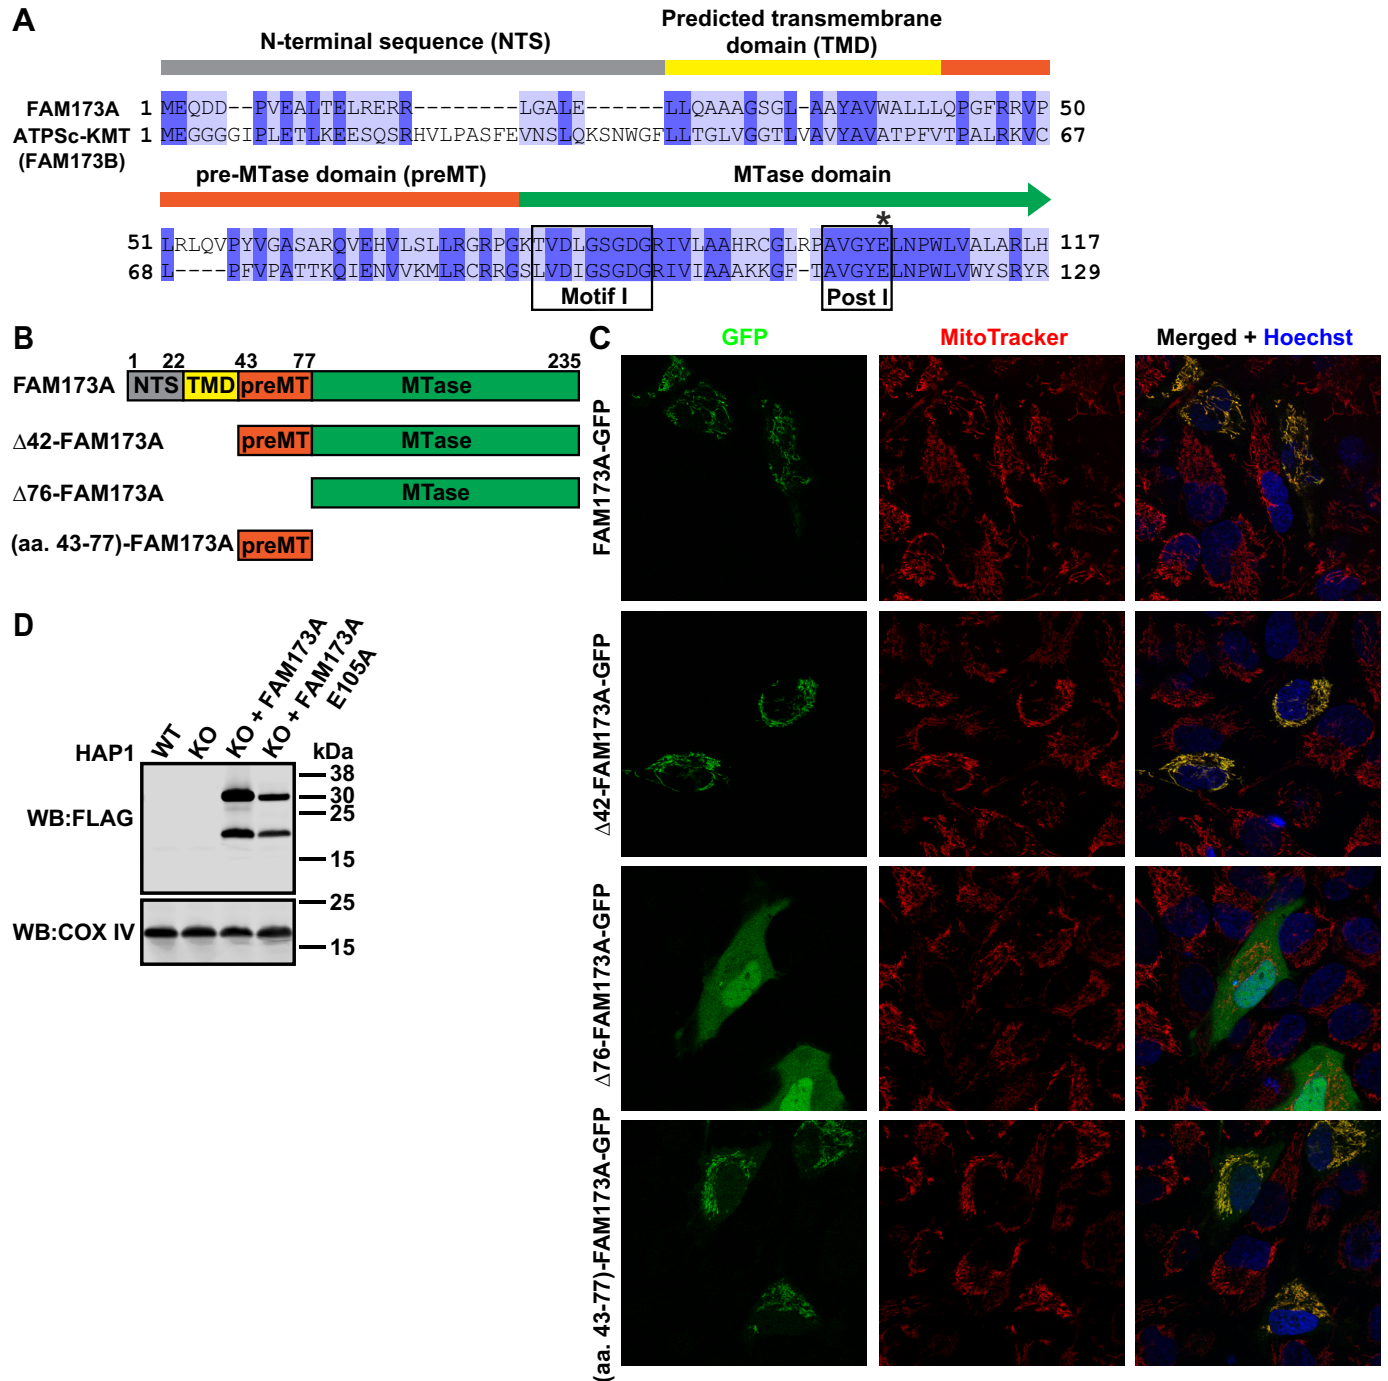 A
N-terminal sequence (NTS)
Predicted transmembrane
domain (TMD)
FAM173A 1 MEQDD--PVEALTELRERR--------LGALE------LLQAAAGSGL-AAYAVWALLLQPGFRRVP 50
ATPSc-KMT 1 MEGGGGIPLETLKEESQSRHVLPASFEVNSLQKSNWGFLLTGLVGGTLVAVYAVATPFVTPALRKVC 67
(FAM173B)
pre-MTase domain (preMT)
MTase domain
*
51 LRLQVPYVGASARQVEHVLSLLRGRPGKTVDLGSGDGRIVLAAHRCGLRPAVGYELNPWLVALARLH 117
68 L----PFVPATTKQIENVVKMLRCRRGSLVDIGSGDGRIVIAAAKKGF-TAVGYELNPWLVWYSRYR 129
Motif I
Post I
B
1 22 43 77 235
FAM173A NTS TMD preMT MTase
Δ42-FAM173A preMT MTase
Δ76-FAM173A MTase
(aa. 43-77)-FAM173A preMT
C
GFP
MitoTracker
Merged + Hoechst
FAM173A-GFP
Δ42-FAM173A-GFP
Δ76-FAM173A-GFP
(aa. 43-77)-FAM173A-GFP
D
HAP1
WT
KO
KO + FAM173A
KO + FAM173A
E105A
kDa
38
30
25
15
WB:FLAG
25
15
WB:COX IV